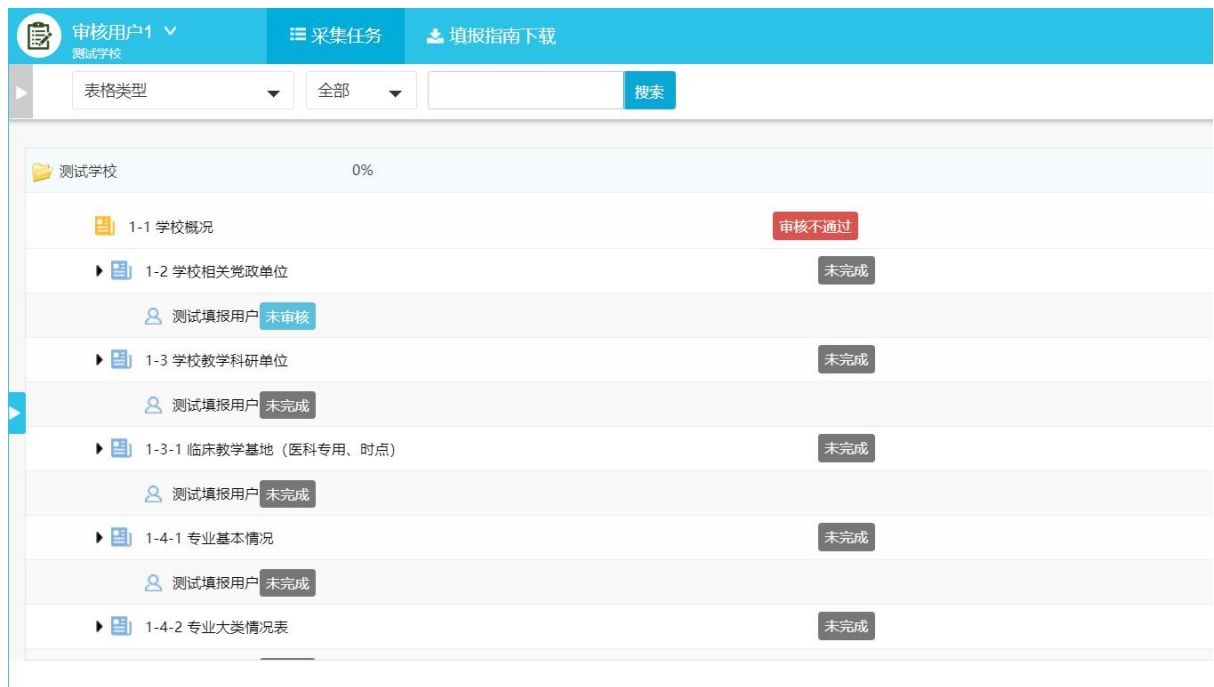 审核用户1
测试学校
采集任务
填报指南下载
表格类型
全部
搜索
测试学校 0%
1-1 学校概况 审核不通过
1-2 学校相关党政单位 未完成
测试填报用户 未审核
1-3 学校教学科研单位 未完成
测试填报用户 未完成
1-3-1 临床教学基地（医科专用、时点） 未完成
测试填报用户 未完成
1-4-1 专业基本情况 未完成
测试填报用户 未完成
1-4-2 专业大类情况表 未完成